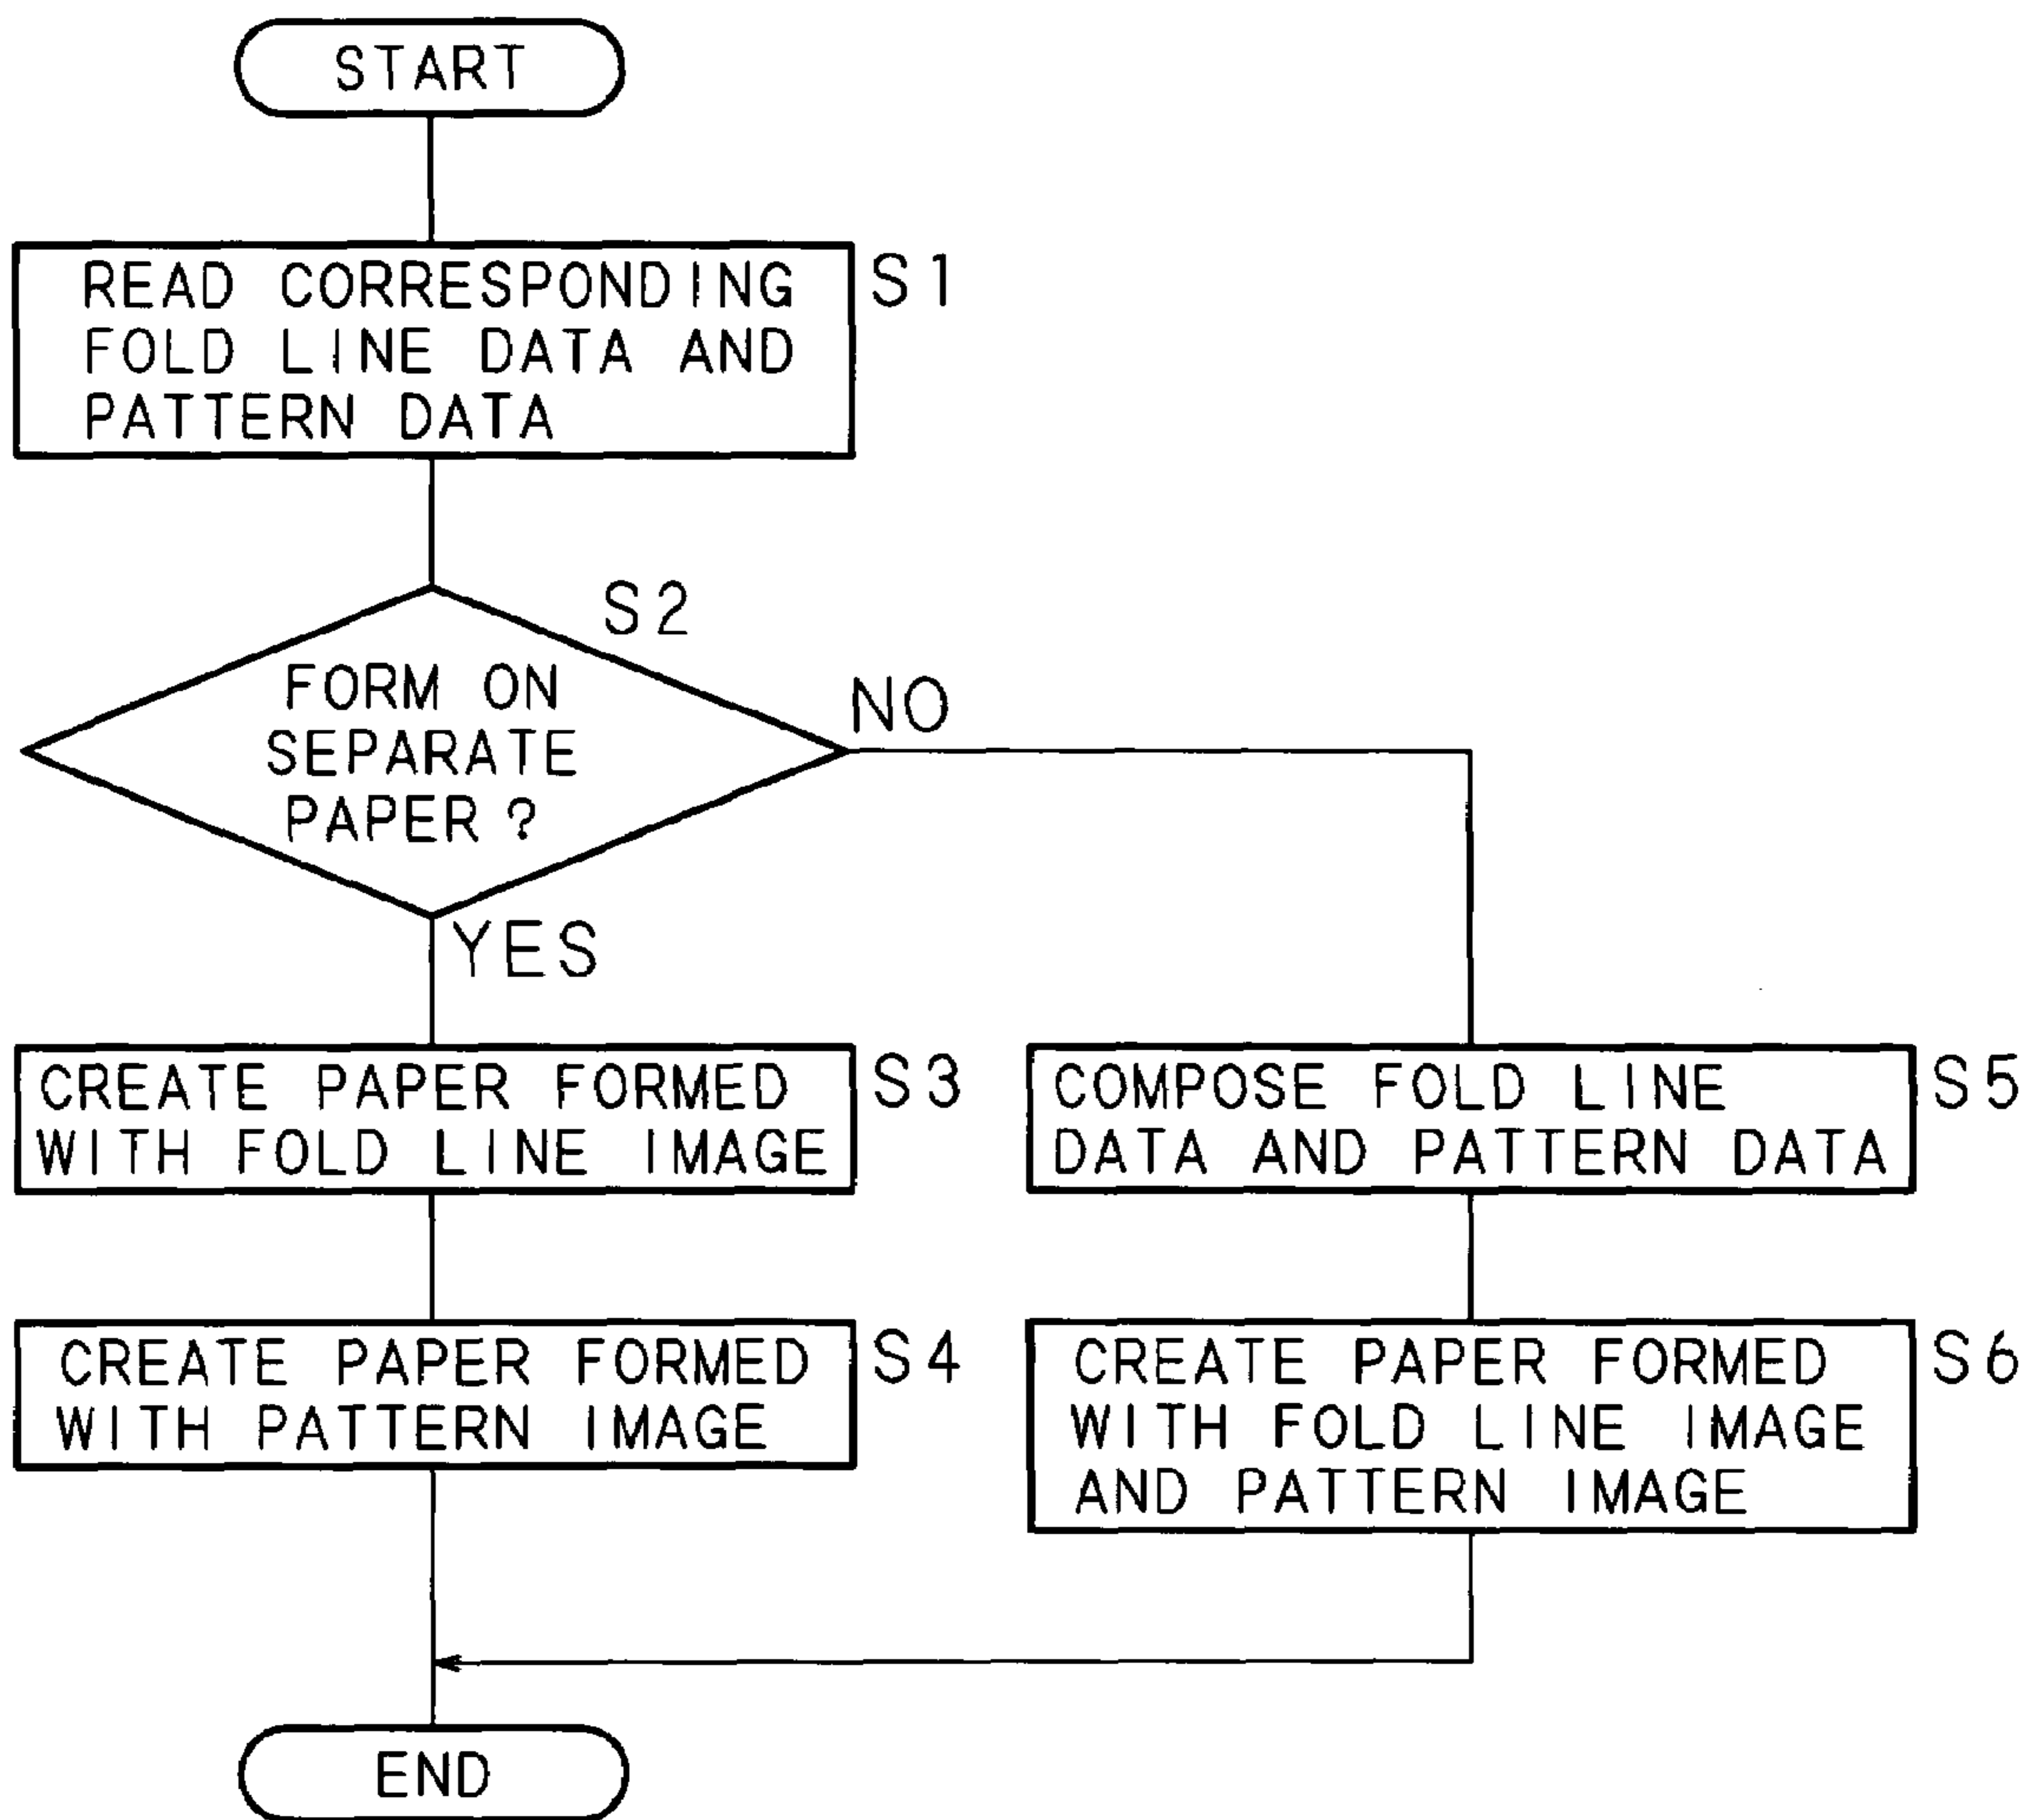 START
READ CORRESPONDING
FOLD LINE DATA AND
PATTERN DATA
S1
S2
FORM ON
SEPARATE
PAPER?
NO
YES
CREATE PAPER FORMED
WITH FOLD LINE IMAGE
S3
COMPOSE FOLD LINE
DATA AND PATTERN DATA
S5
CREATE PAPER FORMED
WITH PATTERN IMAGE
S4
CREATE PAPER FORMED
WITH FOLD LINE IMAGE
AND PATTERN IMAGE
S6
END